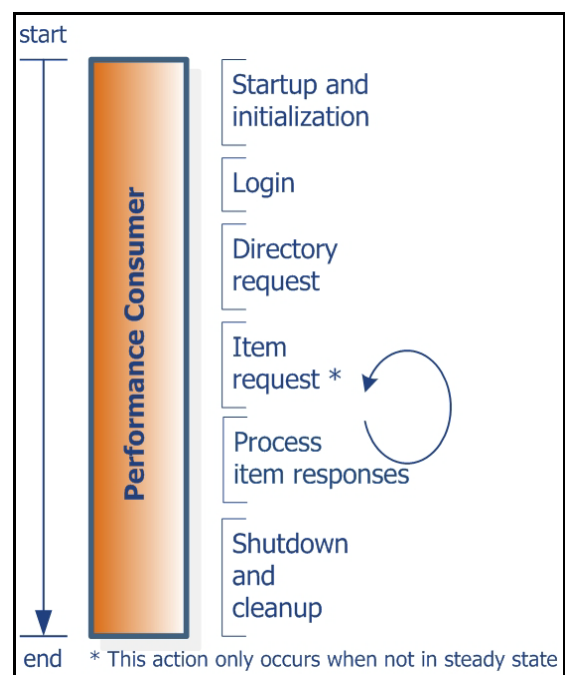 start
Performance Consumer
Startup and
initialization
Login
Directory
request
Item
request *
Process
item responses
Shutdown
and
cleanup
end
* This action only occurs when not in steady state